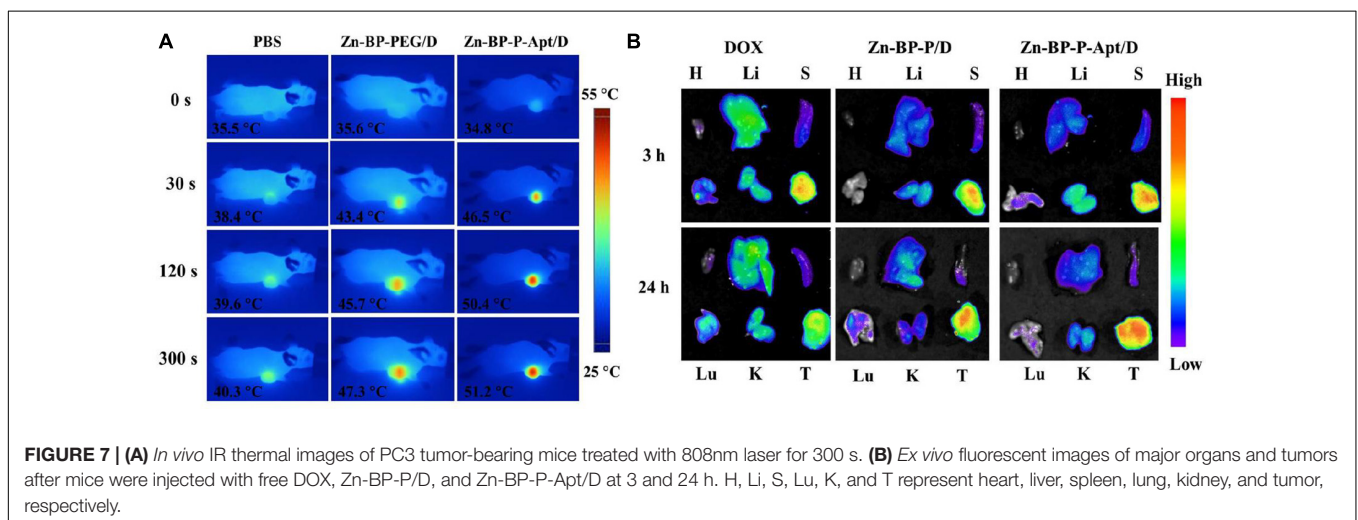 A
PBS Zn-BP-PEG/D Zn-BP-P-Apt/D
0 s
35.5 °C 35.6 °C 34.8 °C
30 s
38.4 °C 43.4 °C 46.5 °C
120 s
39.6 °C 45.7 °C 50.4 °C
300 s
40.3 °C 47.3 °C 51.2 °C
55 °C
25 °C
B
DOX Zn-BP-P/D Zn-BP-P-Apt/D
H Li S H Li S H Li S
3 h
24 h
Lu K T Lu K T Lu K T
High
Low
FIGURE 7 | (A) In vivo IR thermal images of PC3 tumor-bearing mice treated with 808nm laser for 300 s. (B) Ex vivo fluorescent images of major organs and tumors
after mice were injected with free DOX, Zn-BP-P/D, and Zn-BP-P-Apt/D at 3 and 24 h. H, Li, S, Lu, K, and T represent heart, liver, spleen, lung, kidney, and tumor,
respectively.